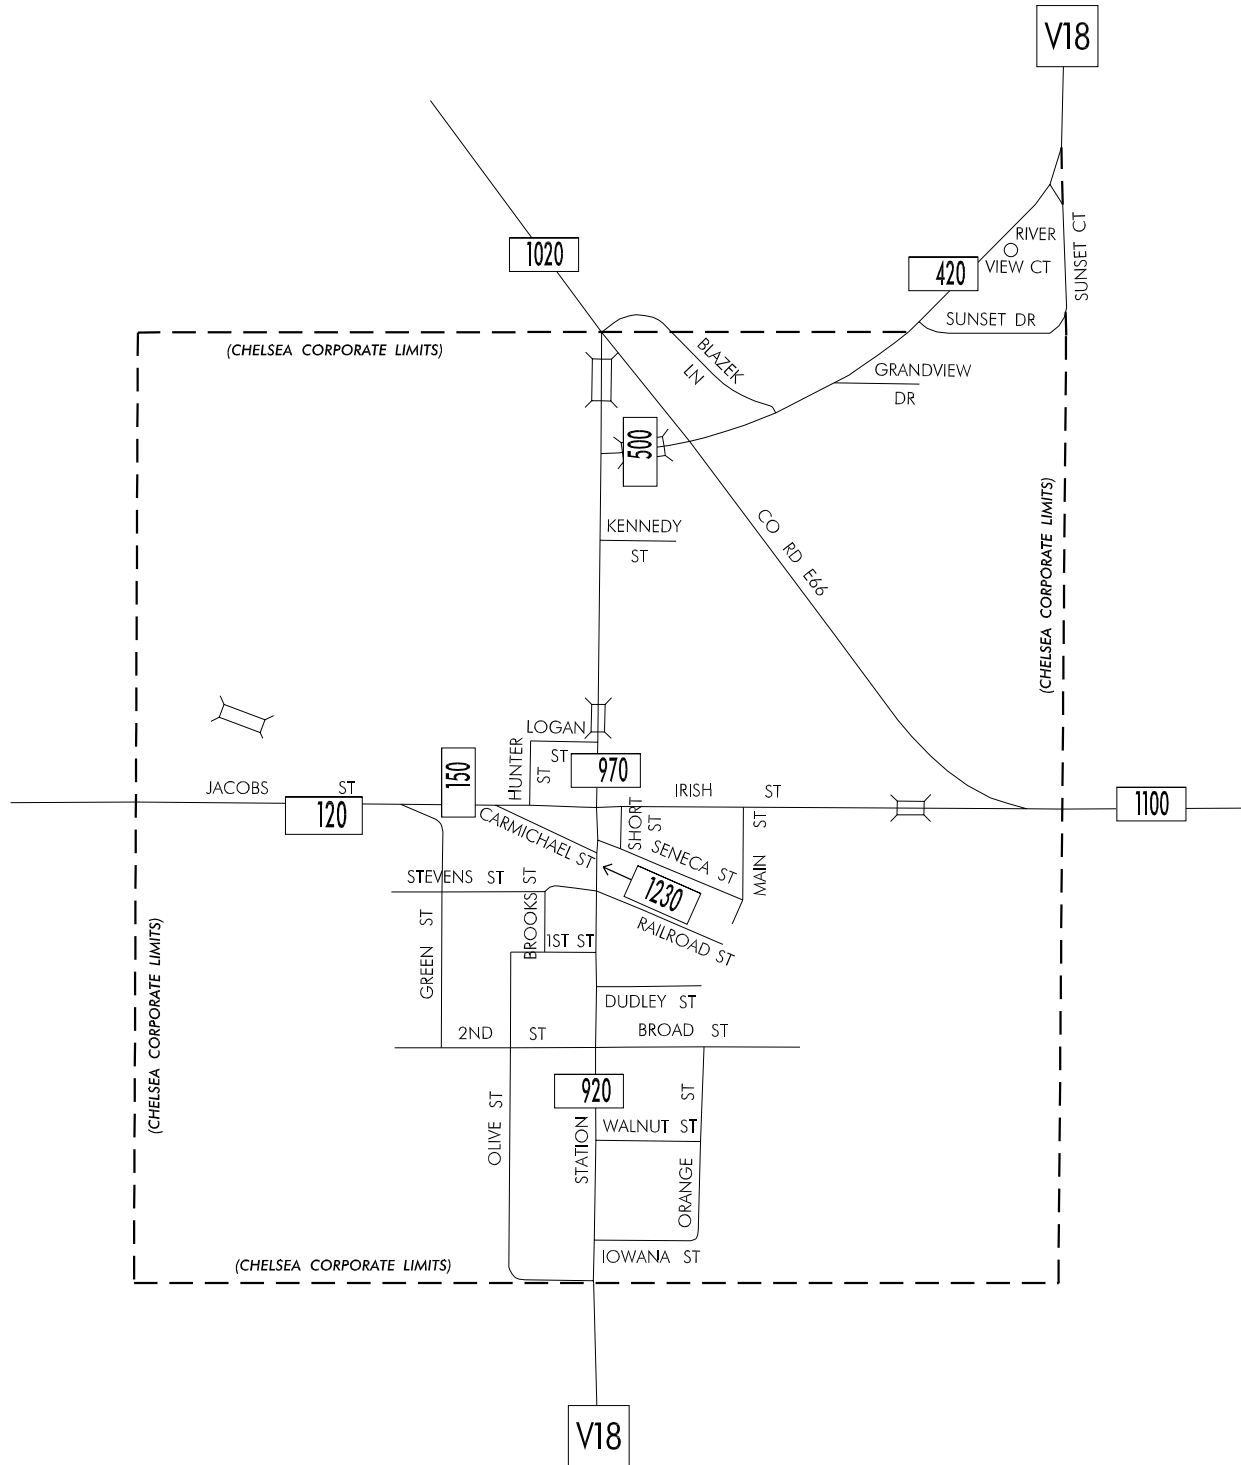 V18
1020
RIVER
VIEW CT
SUNSET CT
420
SUNSET DR
(CHELSEA CORPORATE LIMITS)
BLAZEK
LN
GRANDVIEW
DR
500
KENNEDY
ST
CO RD E66
(CHELSEA CORPORATE LIMITS)
LOGAN
ST
HUNTER
ST
970
150
JACOBS ST
120
IRISH ST
1100
SHORT
ST
CARMICHAEL ST
SENECA ST
MAIN ST
STEVENS ST
1230
BROOKS ST
RAILROAD ST
1ST ST
GREEN ST
(CHELSEA CORPORATE LIMITS)
DUDLEY ST
2ND ST
BROAD ST
920
OLIVE ST
STATION
WALNUT ST
ORANGE ST
IOWANA ST
(CHELSEA CORPORATE LIMITS)
V18